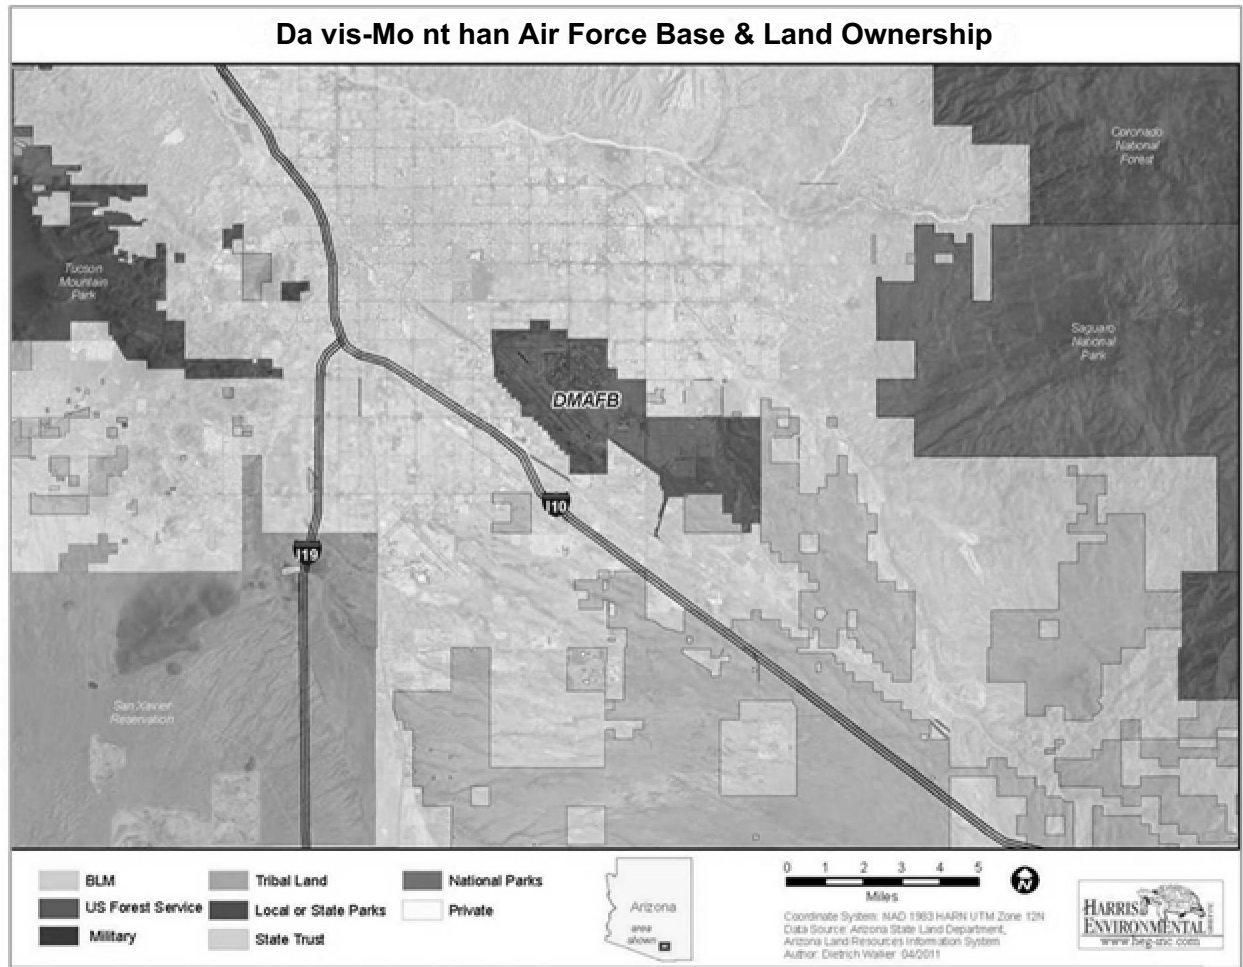 Da vis-Mo nt han Air Force Base & Land Ownership
Coronado
National
Forest
Tucson
Mountain
Park
Saguaro
National
Park
DMAFB
I10
I19
San Xavier
Reservation
BLM
US Forest Service
Military
Tribal Land
Local or State Parks
State Trust
National Parks
Private
Arizona
area
shown
0 1 2 3 4 5
Miles
N
Coordinate System: NAD 1983 HARN UTM Zone 12N
Data Source: Arizona State Land Department,
Arizona Land Resources Information System
Author: Dietrich Walker 04/2011
HARRIS
ENVIRONMENTAL
www.heg-inc.com